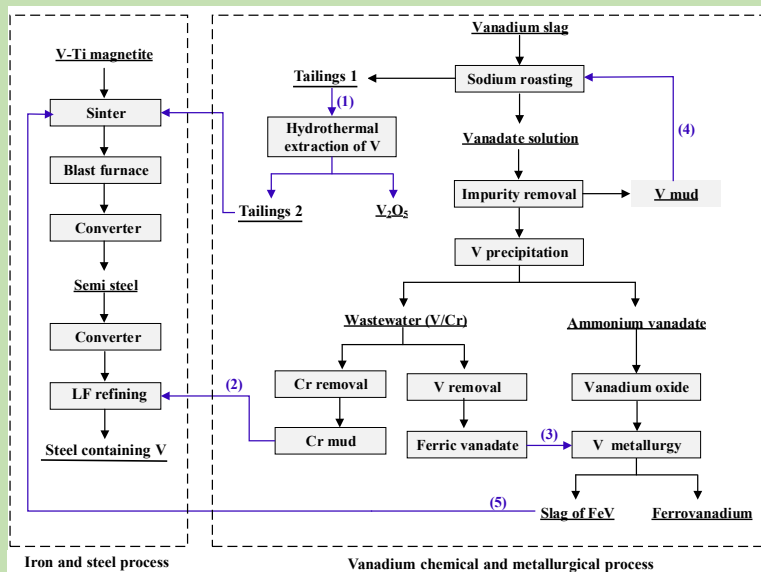 V-Ti magnetite
Sinter
Blast furnace
Converter
Semi steel
Converter
LF refining
Steel containing V
Iron and steel process
Vanadium slag
Tailings 1
Sodium roasting
(1)
Hydrothermal
extraction of V
Vanadate solution
(4)
Impurity removal
V mud
Tailings 2
V₂O₅
V precipitation
Wastewater (V/Cr)
Ammonium vanadate
Cr removal
V removal
Vanadium oxide
(2)
Cr mud
Ferric vanadate
(3)
V metallurgy
(5)
Slag of FeV
Ferrovanadium
Vanadium chemical and metallurgical process